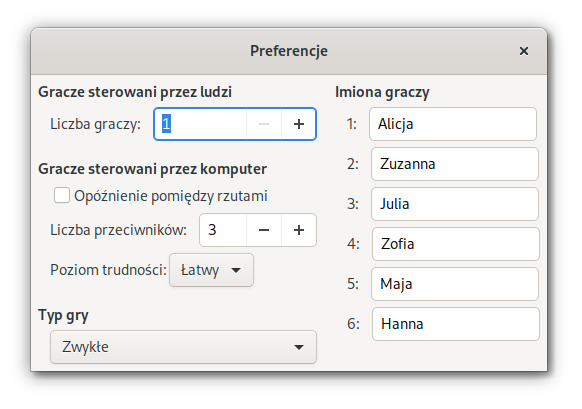 Preferencje
Gracze sterowani przez ludzi
Liczba graczy: 1
Gracze sterowani przez komputer
Opóźnienie pomiędzy rzutami
Liczba przeciwników: 3
Poziom trudności: Łatwy
Typ gry
Zwykłe
Imiona graczy
1: Alicja
2: Zuzanna
3: Julia
4: Zofia
5: Maja
6: Hanna